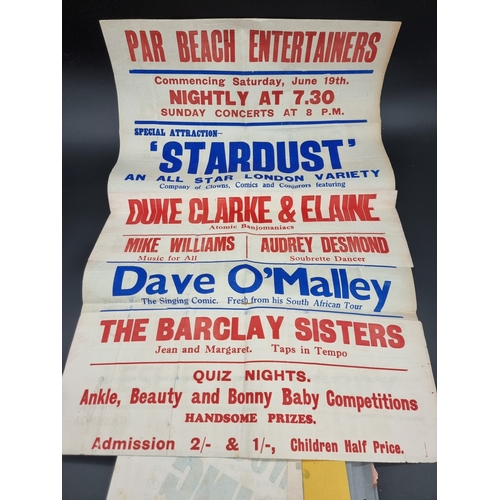 PAR BEACH ENTERTAINERS
Commencing Saturday, June 19th.
NIGHTLY AT 7.30
SUNDAY CONCERTS AT 8 P.M.
SPECIAL ATTRACTION—
'STARDUST'
AN ALL STAR LONDON VARIETY
Company of Clowns, Comics and Conjurors featuring
DUKE CLARKE & ELAINE
Atomic Banjomaniacs
MIKE WILLIAMS
Music for All
AUDREY DESMOND
Soubrette Dancer
Dave O'Malley
The Singing Comic. Fresh from his South African Tour
THE BARCLAY SISTERS
Jean and Margaret. Taps in Tempo
QUIZ NIGHTS.
Ankle, Beauty and Bonny Baby Competitions
HANDSOME PRIZES.
Admission 2/- & 1/-, Children Half Price.